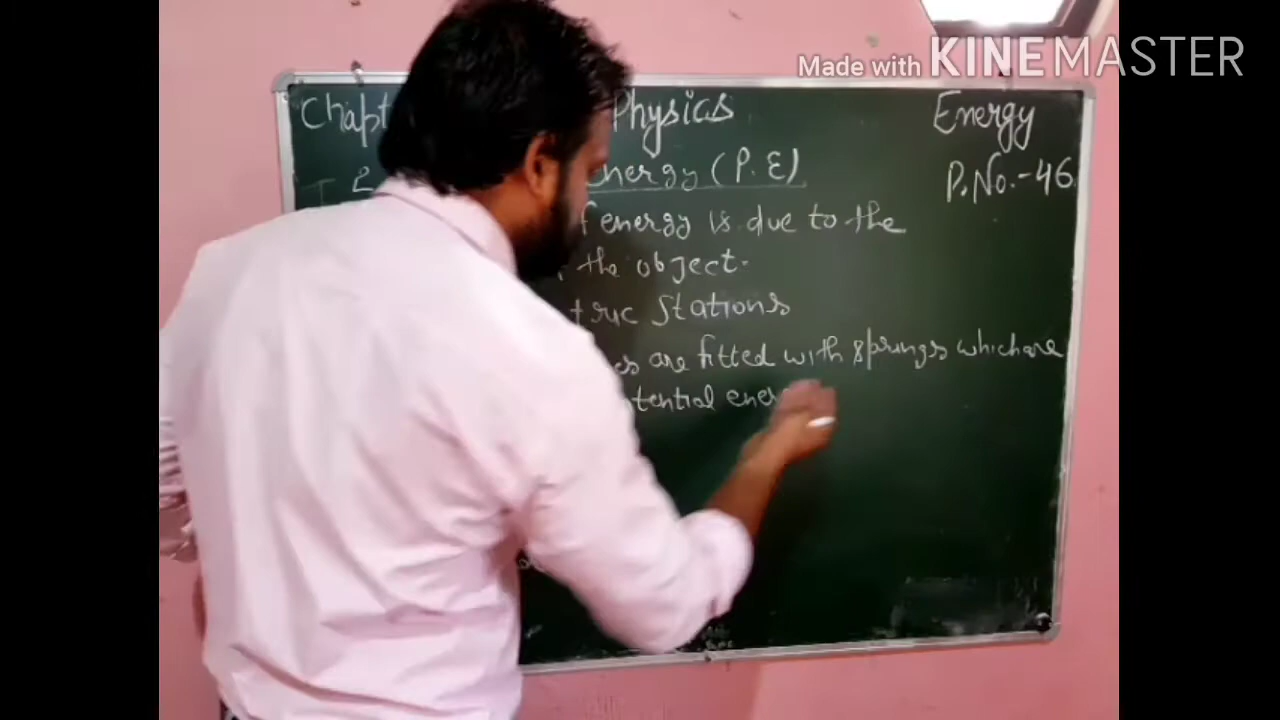 Made with KINEMASTER
Chapt Physics Energy
nergy (P.E) P.No.-46
f energy is due to the
the object.
tric Stations
es are fitted with springs which are
tential ener